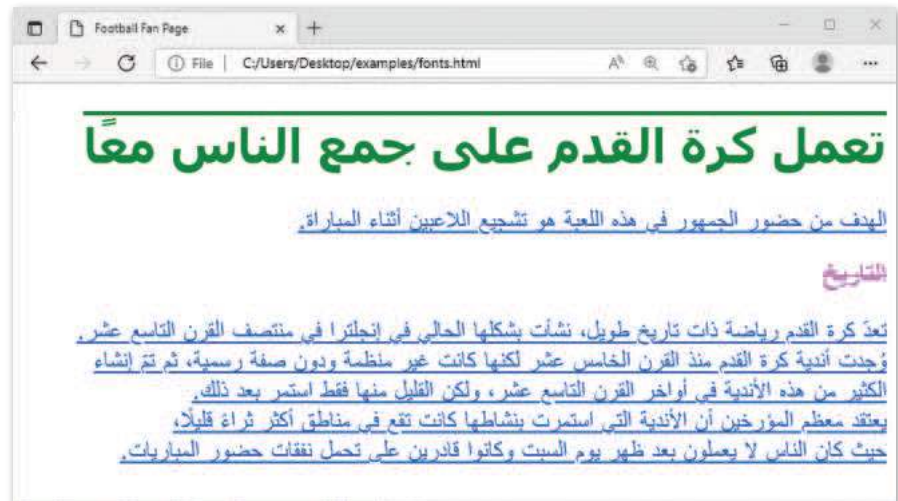 Football Fan Page
File | C:/Users/Desktop/examples/fonts.html
تعمل كرة القدم على جمع الناس معًا
الهدف من حضور الجمهور في هذه اللعبة هو تشجيع اللاعبين أثناء المباراة.
التاريخ
تعدّ كرة القدم رياضة ذات تاريخ طويل، نشأت بشكلها الحالي في إنجلترا في منتصف القرن التاسع عشر.
وُجدت أندية كرة القدم منذ القرن الخامس عشر لكنها كانت غير منظمة ودون صفة رسمية، ثم تمّ إنشاء
الكثير من هذه الأندية في أواخر القرن التاسع عشر، ولكن القليل منها فقط استمر بعد ذلك.
يعتقد مَعظم المؤرخين أن الأندية التي استمرت بنشاطها كانت تقع في مناطق أكثر ثراءً قليلًا،
حيث كان الناس لا يعملون بعد ظهر يوم السبت وكانوا قادرين على تحمل نفقات حضور المباريات.